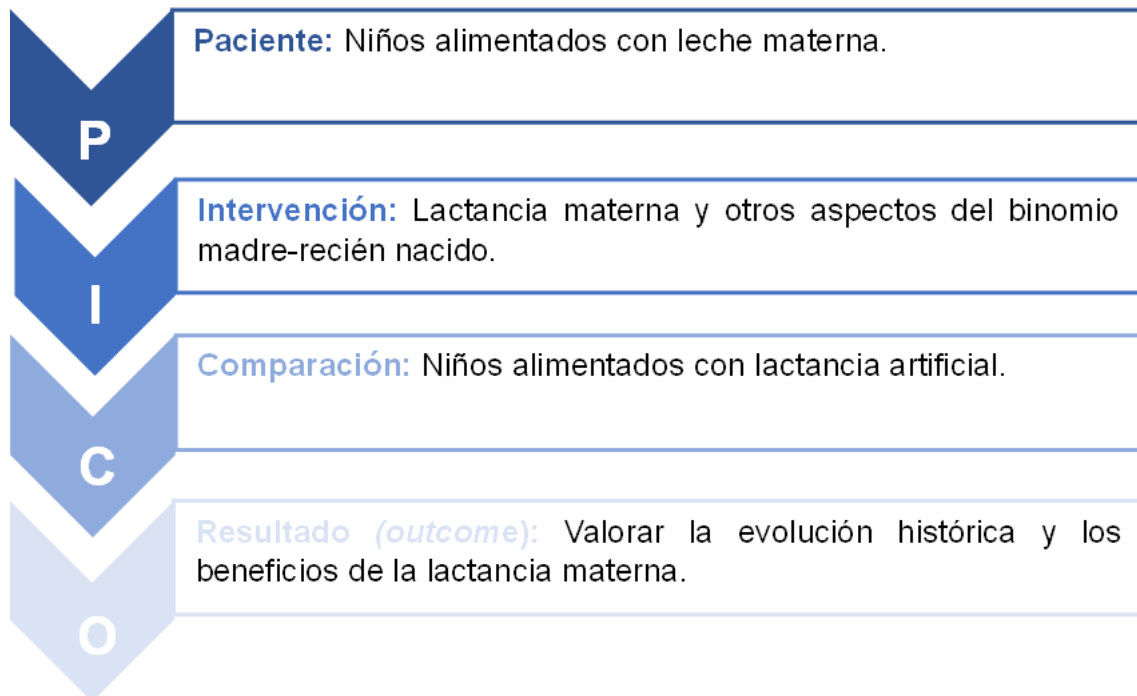 P
Paciente: Niños alimentados con leche materna.
I
Intervención: Lactancia materna y otros aspectos del binomio
madre-recién nacido.
C
Comparación: Niños alimentados con lactancia artificial.
O
Resultado (outcome): Valorar la evolución histórica y los
beneficios de la lactancia materna.